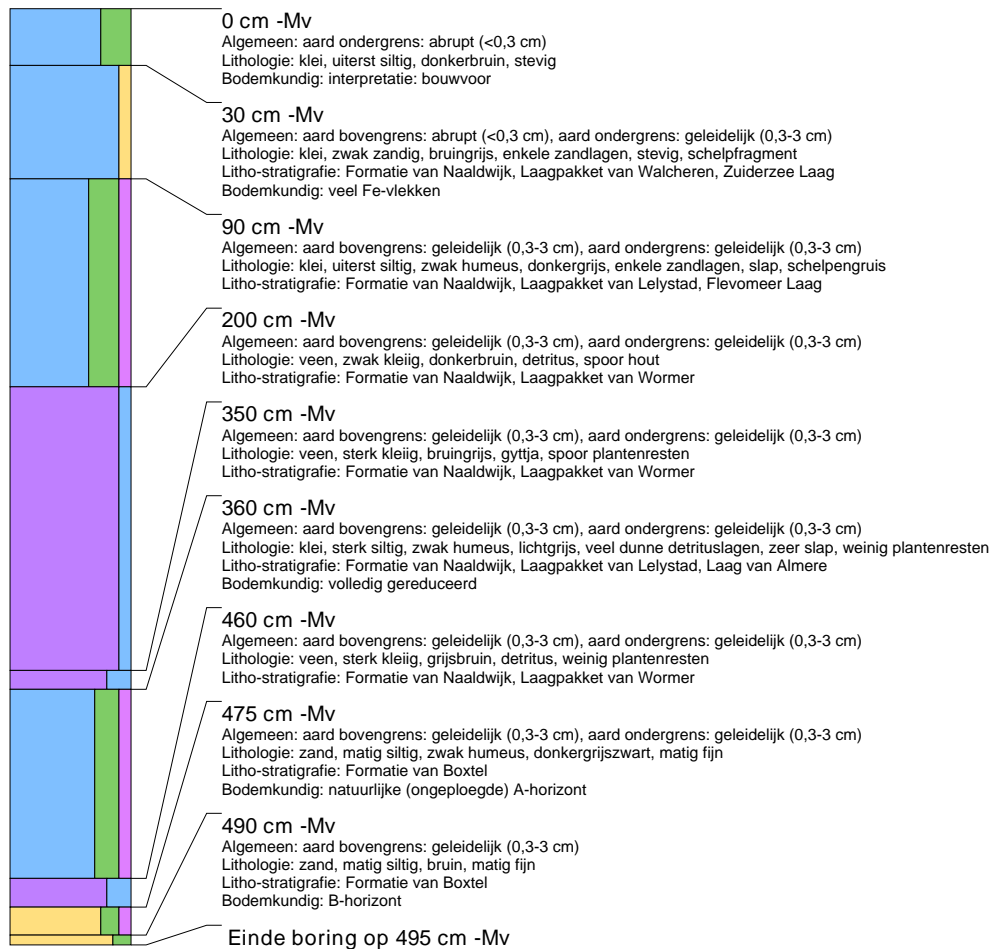 0 cm -Mv
Algemeen: aard ondergrens: abrupt (<0,3 cm)
Lithologie: klei, uiterst siltig, donkerbruin, stevig
Bodemkundig: interpretatie: bouwvoor
30 cm -Mv
Algemeen: aard bovengrens: abrupt (<0,3 cm), aard ondergrens: geleidelijk (0,3-3 cm)
Lithologie: klei, zwak zandig, bruingrijs, enkele zandlagen, stevig, schelpfragment
Litho-stratigrafie: Formatie van Naaldwijk, Laagpakket van Walcheren, Zuiderzee Laag
Bodemkundig: veel Fe-vlekken
90 cm -Mv
Algemeen: aard bovengrens: geleidelijk (0,3-3 cm), aard ondergrens: geleidelijk (0,3-3 cm)
Lithologie: klei, uiterst siltig, zwak humeus, donkergrijs, enkele zandlagen, slap, schelpengruis
Litho-stratigrafie: Formatie van Naaldwijk, Laagpakket van Lelystad, Flevomeer Laag
200 cm -Mv
Algemeen: aard bovengrens: geleidelijk (0,3-3 cm), aard ondergrens: geleidelijk (0,3-3 cm)
Lithologie: veen, zwak kleiig, donkerbruin, detritus, spoor hout
Litho-stratigrafie: Formatie van Naaldwijk, Laagpakket van Wormer
350 cm -Mv
Algemeen: aard bovengrens: geleidelijk (0,3-3 cm), aard ondergrens: geleidelijk (0,3-3 cm)
Lithologie: veen, sterk kleiig, bruingrijs, gyttja, spoor plantenresten
Litho-stratigrafie: Formatie van Naaldwijk, Laagpakket van Wormer
360 cm -Mv
Algemeen: aard bovengrens: geleidelijk (0,3-3 cm), aard ondergrens: geleidelijk (0,3-3 cm)
Lithologie: klei, sterk siltig, zwak humeus, lichtgrijs, veel dunne detrituslagen, zeer slap, weinig plantenresten
Litho-stratigrafie: Formatie van Naaldwijk, Laagpakket van Lelystad, Laag van Almere
Bodemkundig: volledig gereduceerd
460 cm -Mv
Algemeen: aard bovengrens: geleidelijk (0,3-3 cm), aard ondergrens: geleidelijk (0,3-3 cm)
Lithologie: veen, sterk kleiig, grijsbruin, detritus, weinig plantenresten
Litho-stratigrafie: Formatie van Naaldwijk, Laagpakket van Wormer
475 cm -Mv
Algemeen: aard bovengrens: geleidelijk (0,3-3 cm), aard ondergrens: geleidelijk (0,3-3 cm)
Lithologie: zand, matig siltig, zwak humeus, donkergrijszwart, matig fijn
Litho-stratigrafie: Formatie van Boxtel
Bodemkundig: natuurlijke (ongeploegde) A-horizont
490 cm -Mv
Algemeen: aard bovengrens: geleidelijk (0,3-3 cm)
Lithologie: zand, matig siltig, bruin, matig fijn
Litho-stratigrafie: Formatie van Boxtel
Bodemkundig: B-horizont
Einde boring op 495 cm -Mv